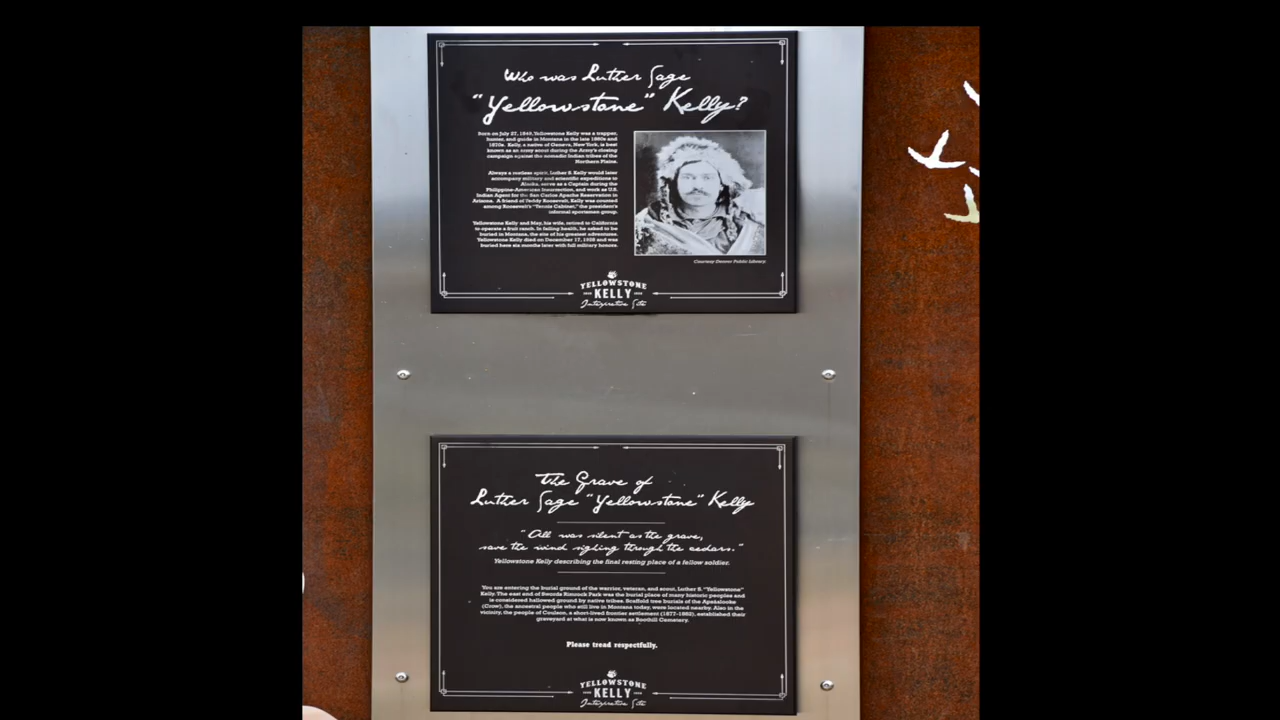 Who was Luther Sage
"Yellowstone" Kelly?
Born on July 27, 1849, Yellowstone Kelly was a trapper,
hunter, and guide in Montana in the late 1860s and
1870s. Kelly, a native of Geneva, New York, is best
known as an army scout during the Army's closing
campaign against the nomadic Indian tribes of the
Northern Plains.
Always a restless spirit, Luther S. Kelly would later
accompany military and scientific expeditions to
Alaska, serve as a Captain during the
Philippine-American Insurrection, and work as U.S.
Indian Agent for the San Carlos Apache Reservation in
Arizona. A friend of Teddy Roosevelt, Kelly was counted
among Roosevelt's "Tennis Cabinet," the president's
informal sportsmen group.
Yellowstone Kelly and May, his wife, retired to California
to operate a fruit ranch. In failing health, he asked to be
buried in Montana, the site of his greatest adventures.
Yellowstone Kelly died on December 17, 1928 and was
buried here six months later with full military honors.
Courtesy Denver Public Library.
YELLOWSTONE
1849 KELLY 1928
Interpretive Site
The Grave of
Luther Sage "Yellowstone" Kelly
"All was silent as the grave,
save the wind sighing through the cedars."
Yellowstone Kelly describing the final resting place of a fellow soldier.
You are entering the burial ground of the warrior, veteran, and scout, Luther S. "Yellowstone"
Kelly. The east end of Swords Rimrock Park was the burial place of many historic peoples and
is considered hallowed ground by native tribes. Scaffold tree burials of the Apsáalooke
(Crow), the ancestral people who still live in Montana today, were located nearby. Also in the
vicinity, the people of Coulson, a short-lived frontier settlement (1877-1882), established their
graveyard at what is now known as Boothill Cemetary.
Please tread respectfully.
YELLOWSTONE
1849 KELLY 1928
Interpretive Site